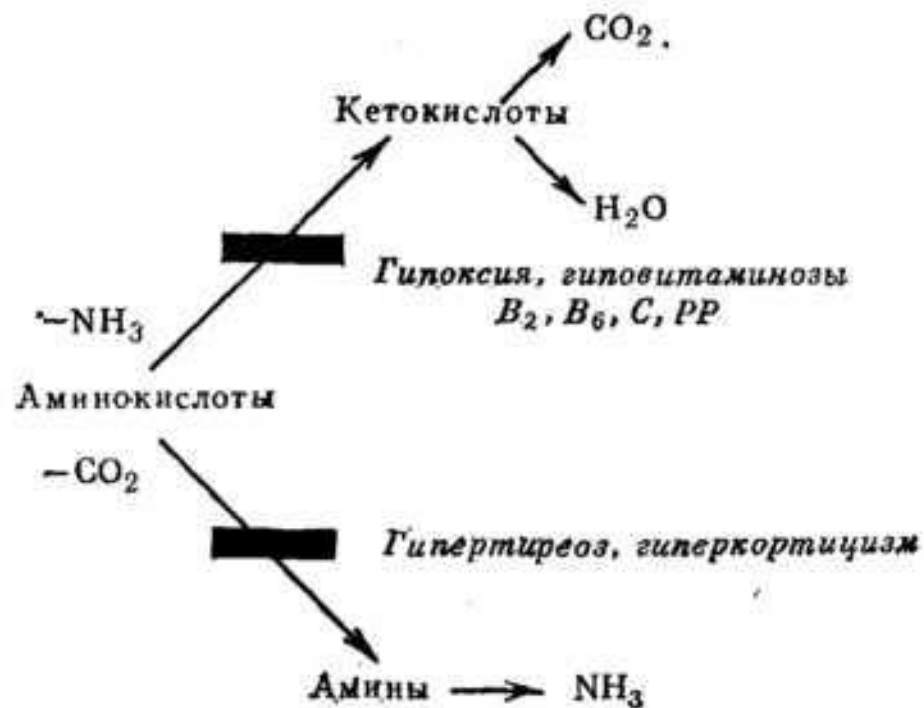 CO₂.
Кетокислоты
H₂O
Гипоксия, гиповитаминозы
B₂, B₆, C, PP
−NH₃
Аминокислоты
−CO₂
Гипертиреоз, гиперкортицизм
Амины → NH₃